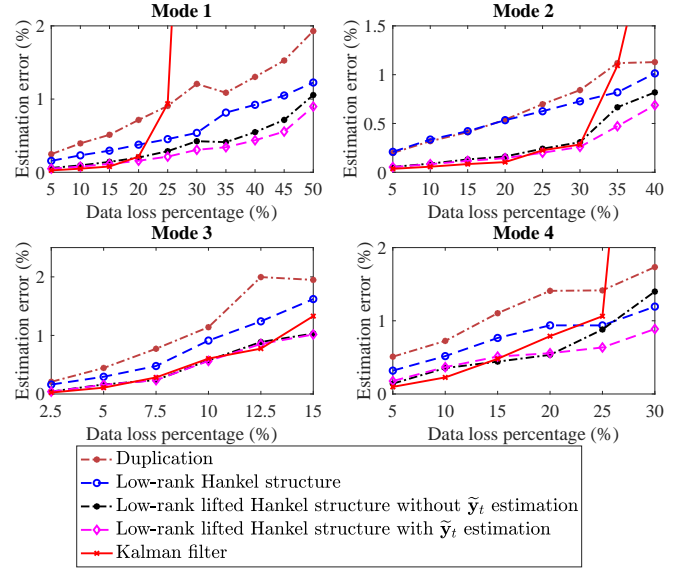 Mode 1
Estimation error (%)
2
1
0
5 10 15 20 25 30 35 40 45 50
Data loss percentage (%)
Mode 2
Estimation error (%)
1.5
1
0.5
0
5 10 15 20 25 30 35 40
Data loss percentage (%)
Mode 3
Estimation error (%)
2
1
0
2.5 5 7.5 10 12.5 15
Data loss percentage (%)
Mode 4
Estimation error (%)
2
1
0
5 10 15 20 25 30
Data loss percentage (%)
Duplication
Low-rank Hankel structure
Low-rank lifted Hankel structure without ỹ_t estimation
Low-rank lifted Hankel structure with ỹ_t estimation
Kalman filter